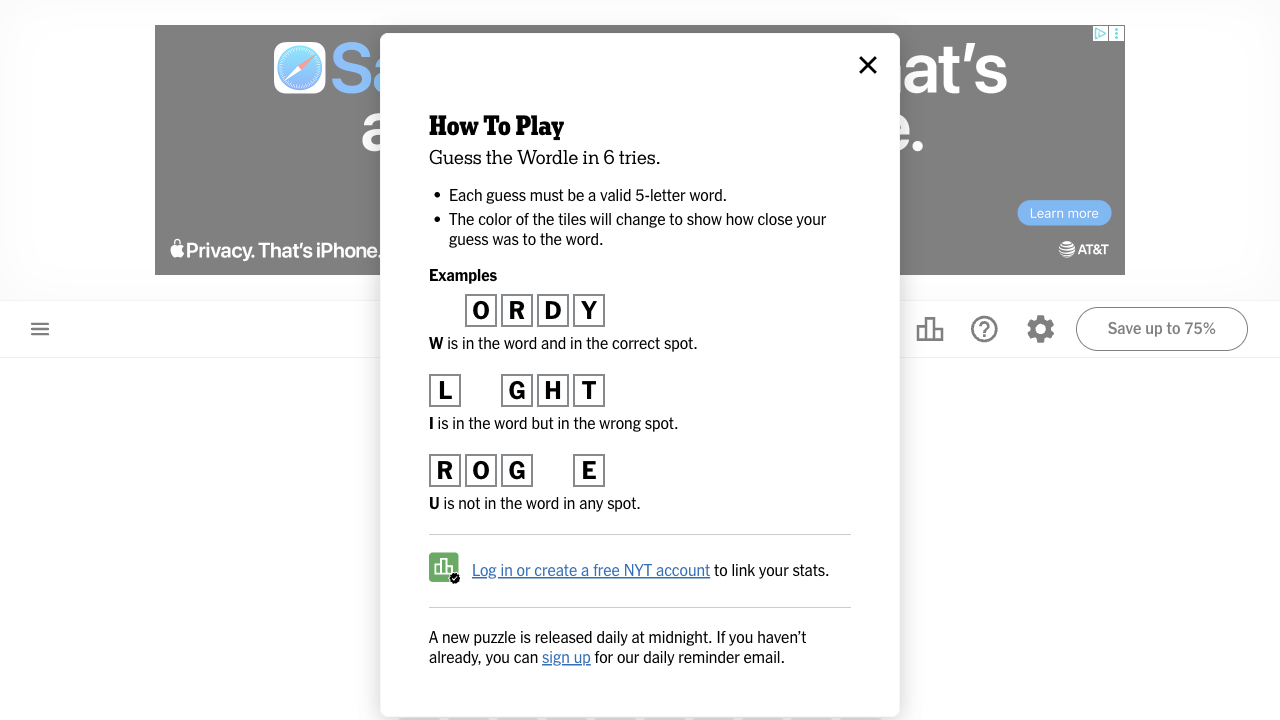 at's
e.
Learn more
Privacy. That's iPhone.
AT&T
How To Play
Guess the Wordle in 6 tries.
• Each guess must be a valid 5-letter word.
• The color of the tiles will change to show how close your
guess was to the word.
Examples
O R D Y
W is in the word and in the correct spot.
L G H T
I is in the word but in the wrong spot.
R O G E
U is not in the word in any spot.
Log in or create a free NYT account to link your stats.
A new puzzle is released daily at midnight. If you haven't
already, you can sign up for our daily reminder email.
Save up to 75%